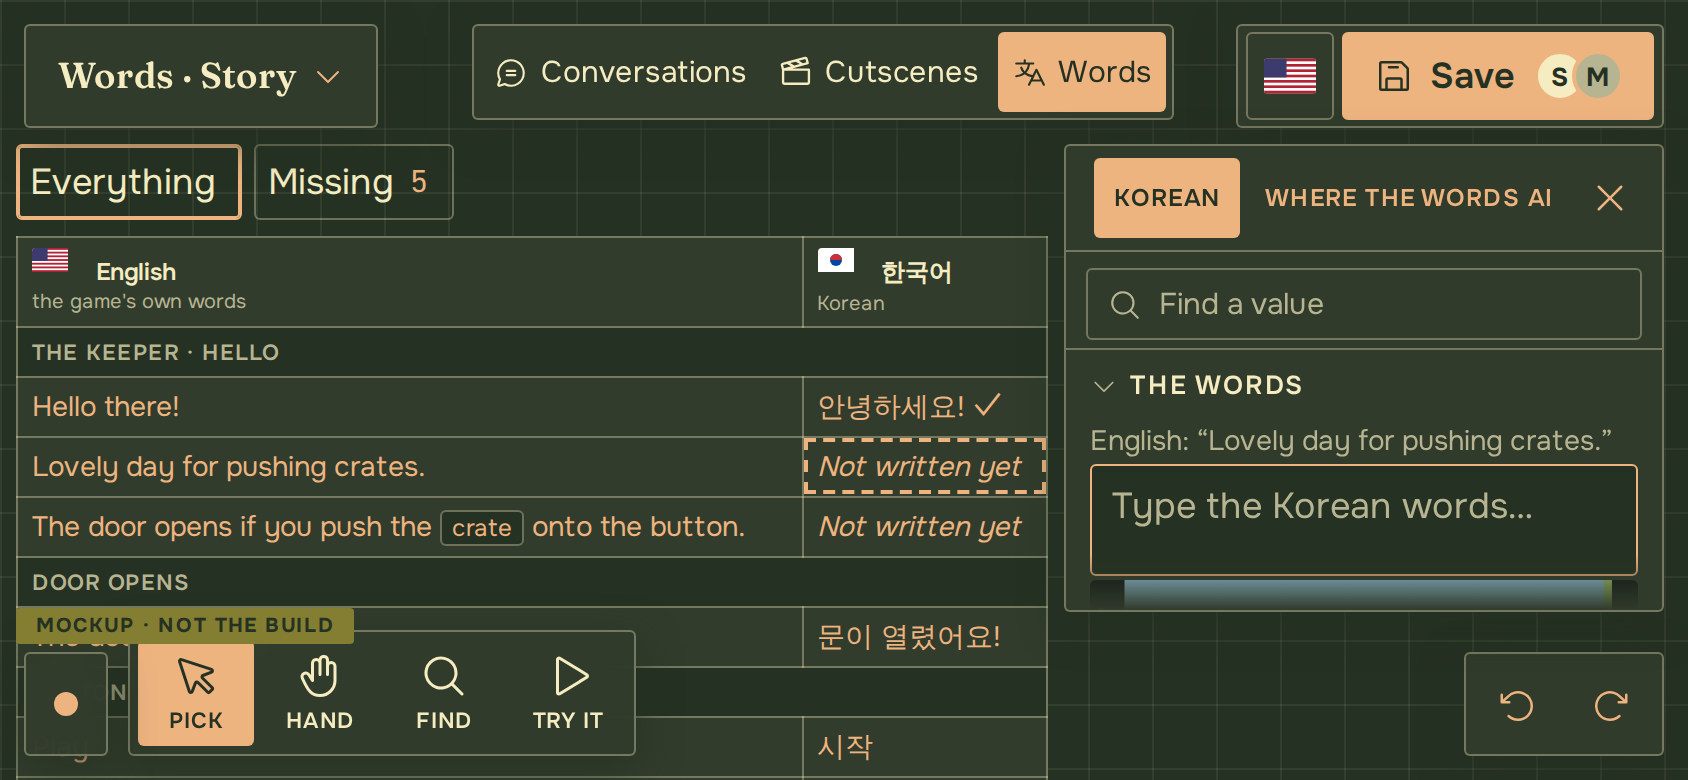 Words · Story
Conversations
Cutscenes
Words
Save
S
M
Everything
Missing 5
English
the game's own words
한국어
Korean
THE KEEPER · HELLO
Hello there!
안녕하세요!
Lovely day for pushing crates.
Not written yet
The door opens if you push the crate onto the button.
Not written yet
DOOR OPENS
MOCKUP · NOT THE BUILD
문이 열렸어요!
Play
시작
PICK
HAND
FIND
TRY IT
KOREAN
WHERE THE WORDS AI
Find a value
THE WORDS
English: “Lovely day for pushing crates.”
Type the Korean words...